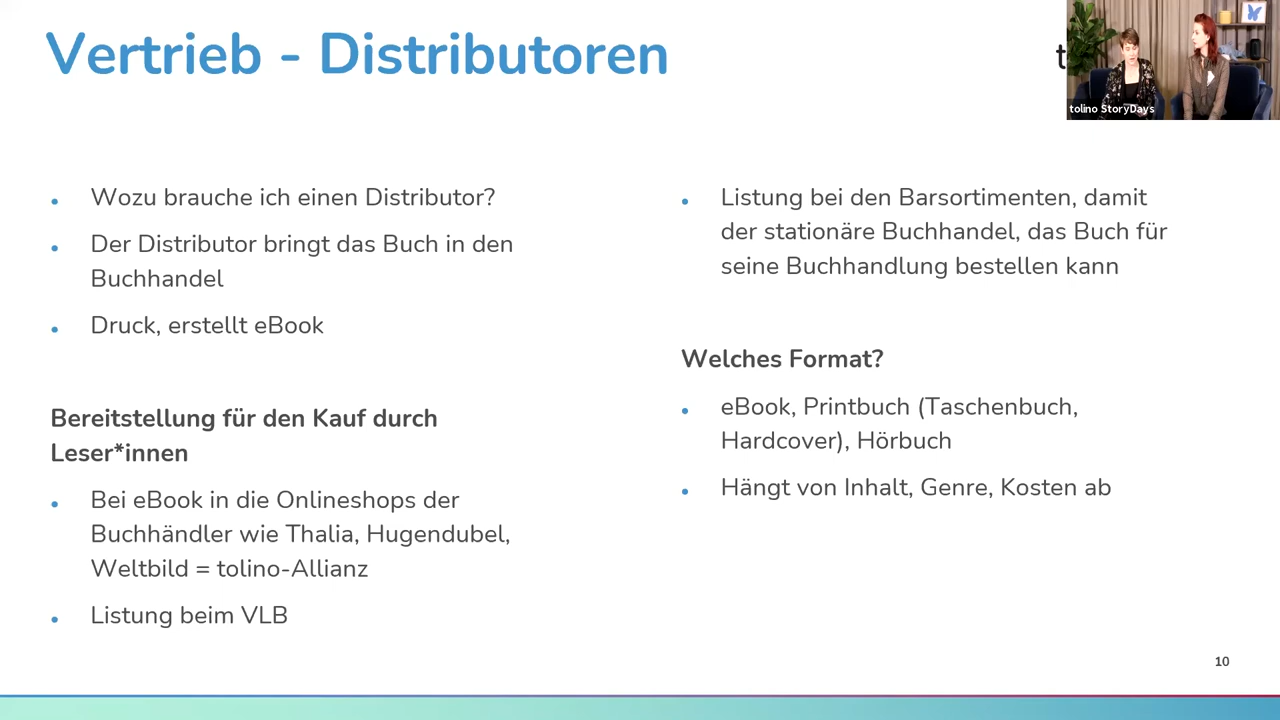 Vertrieb - Distributoren
t
tolino StoryDays
Wozu brauche ich einen Distributor?
Der Distributor bringt das Buch in den
Buchhandel
Druck, erstellt eBook
Bereitstellung für den Kauf durch
Leser*innen
Bei eBook in die Onlineshops der
Buchhändler wie Thalia, Hugendubel,
Weltbild = tolino-Allianz
Listung beim VLB
Listung bei den Barsortimenten, damit
der stationäre Buchhandel, das Buch für
seine Buchhandlung bestellen kann
Welches Format?
eBook, Printbuch (Taschenbuch,
Hardcover), Hörbuch
Hängt von Inhalt, Genre, Kosten ab
10